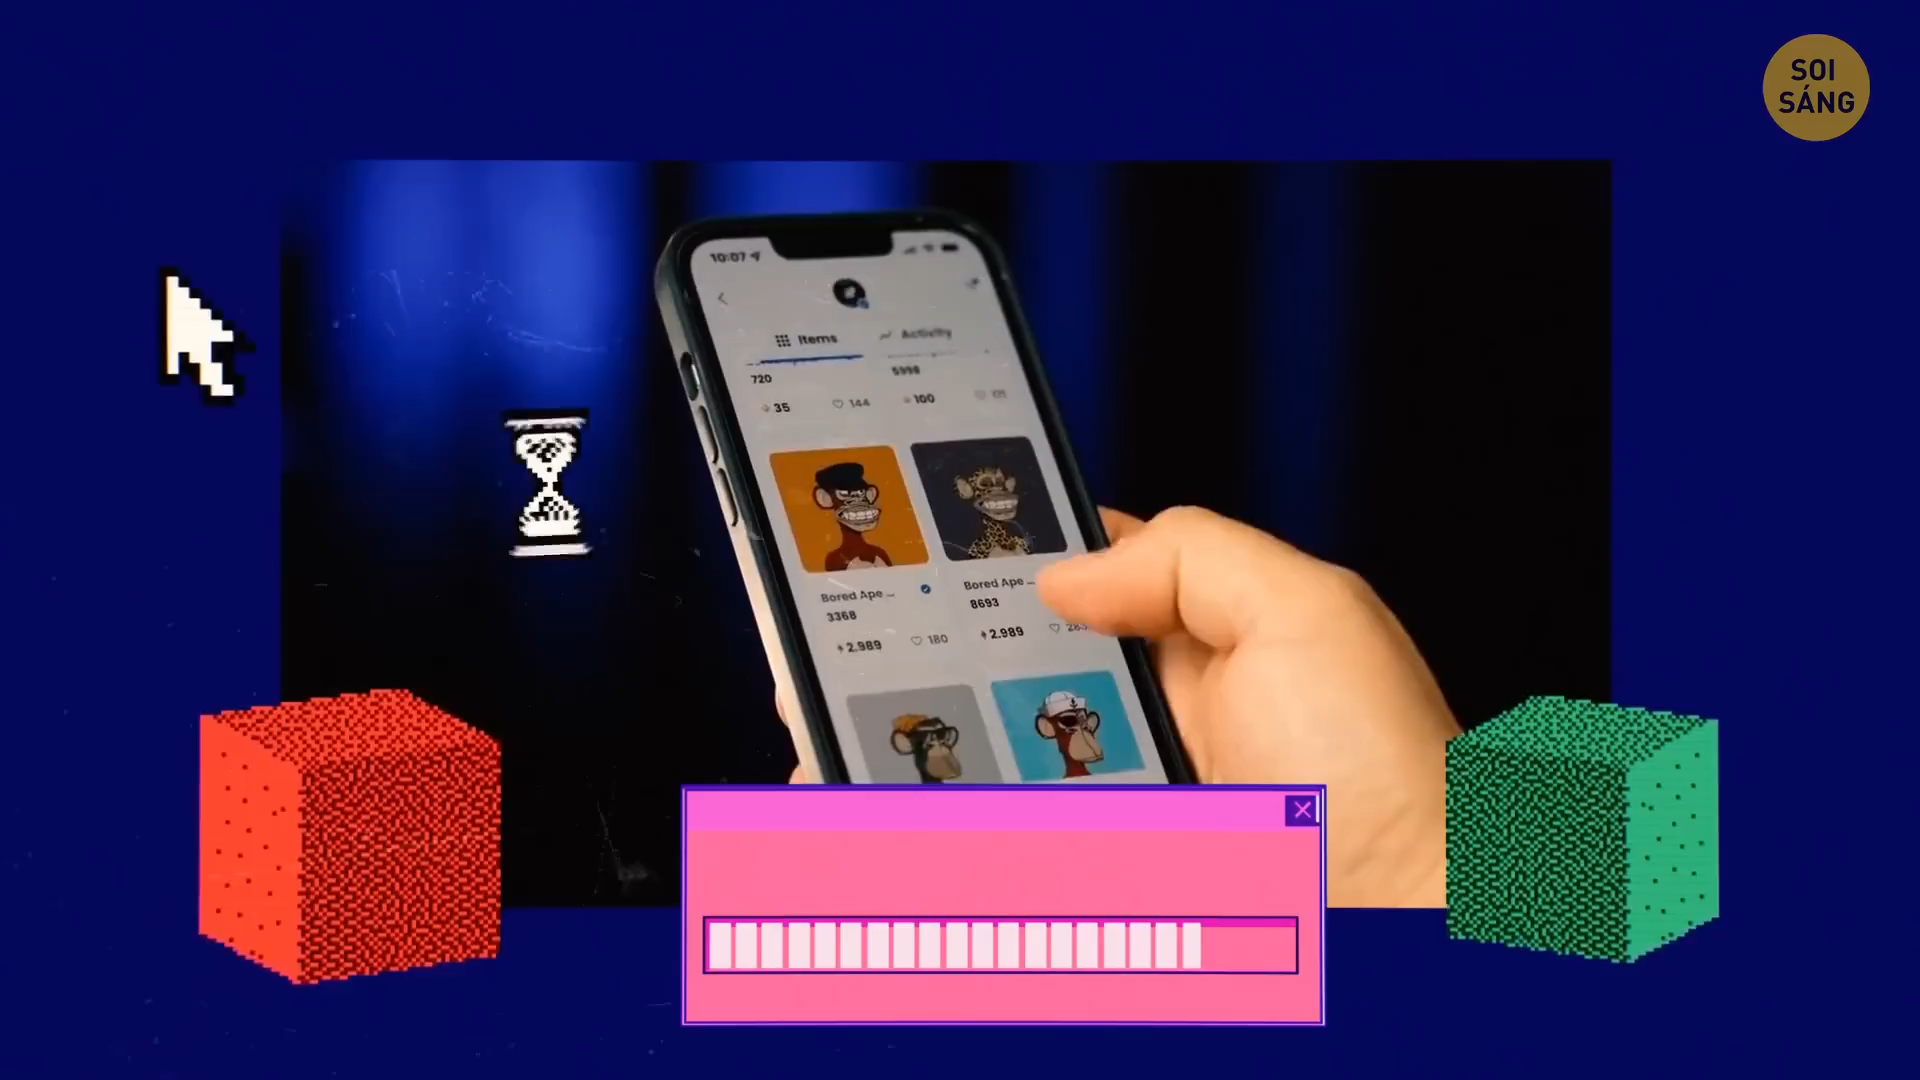 SOI
SÁNG
10:07
Items
Activity
720
5998
35
144
100
Bored Ape ...
3368
2.989
180
Bored Ape ...
8693
2.989